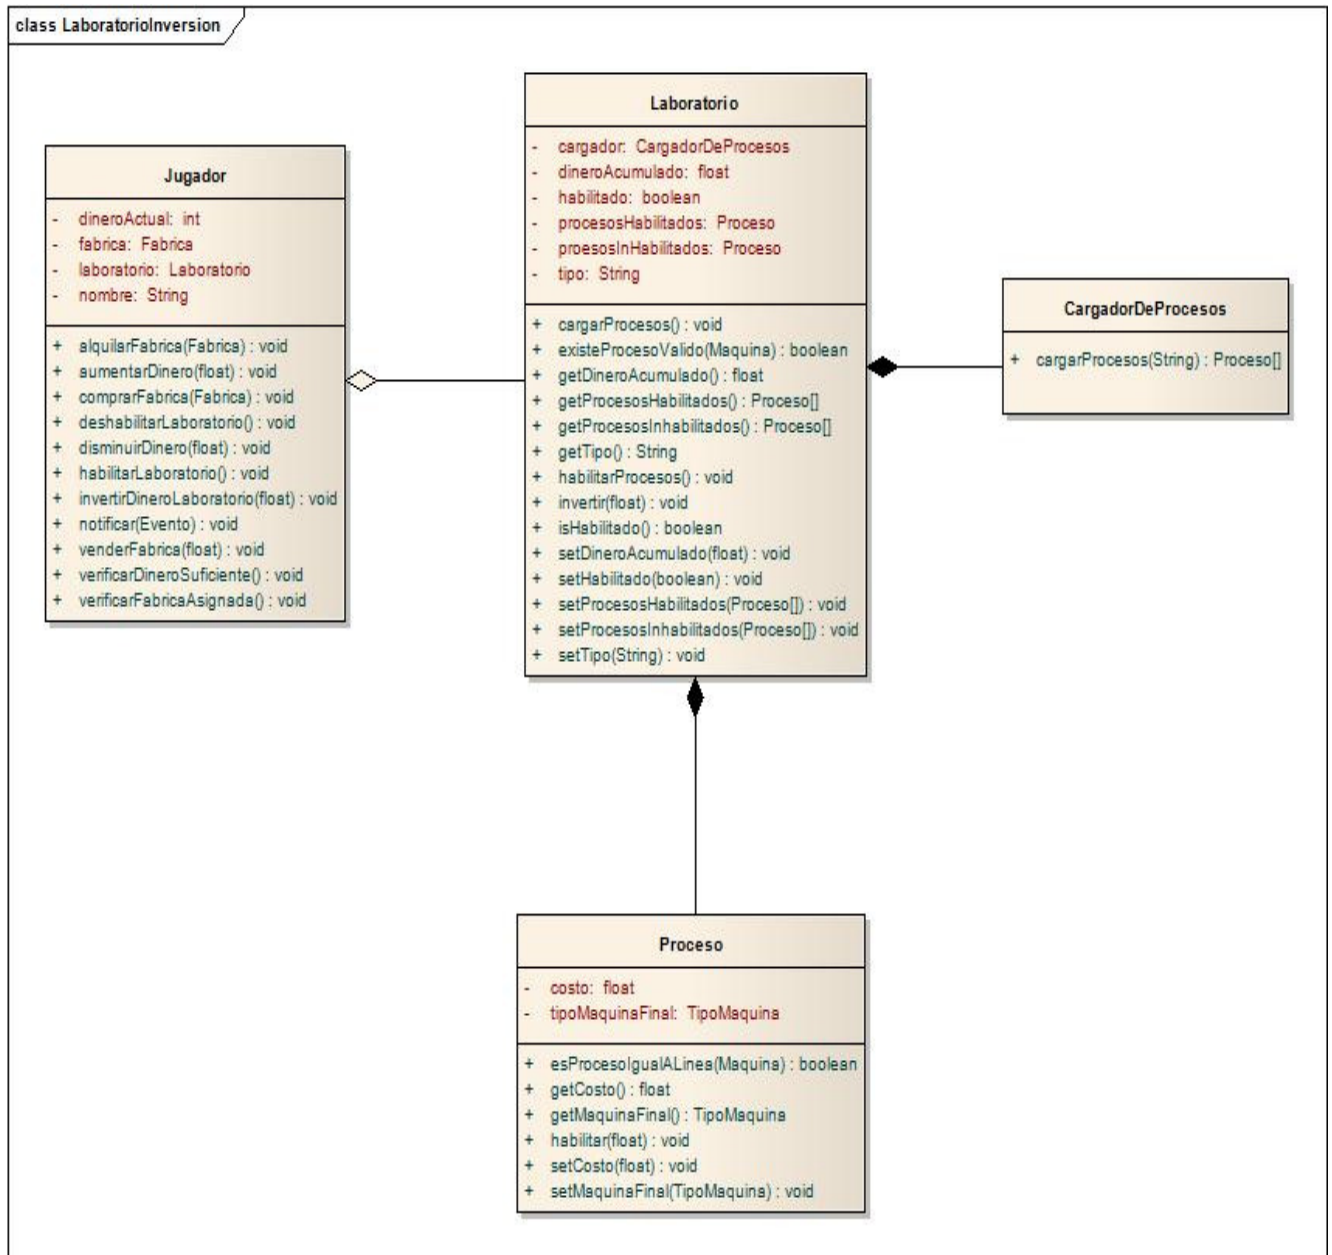 class LaboratorioInversion
Jugador
- dineroActual: int
- fabrica: Fabrica
- laboratorio: Laboratorio
- nombre: String
+ alquilarFabrica(Fabrica) : void
+ aumentarDinero(float) : void
+ comprarFabrica(Fabrica) : void
+ deshabilitarLaboratorio() : void
+ disminuirDinero(float) : void
+ habilitarLaboratorio() : void
+ invertirDineroLaboratorio(float) : void
+ notificar(Evento) : void
+ venderFabrica(float) : void
+ verificarDineroSuficiente() : void
+ verificarFabricaAsignada() : void
Laboratorio
- cargador: CargadorDeProcesos
- dineroAcumulado: float
- habilitado: boolean
- procesosHabilitados: Proceso
- proesosInHabilitados: Proceso
- tipo: String
+ cargarProcesos() : void
+ existeProcesoValido(Maquina) : boolean
+ getDineroAcumulado() : float
+ getProcesosHabilitados() : Proceso[]
+ getProcesosInhabilitados() : Proceso[]
+ getTipo() : String
+ habilitarProcesos() : void
+ invertir(float) : void
+ isHabilitado() : boolean
+ setDineroAcumulado(float) : void
+ setHabilitado(boolean) : void
+ setProcesosHabilitados(Proceso[]) : void
+ setProcesosInhabilitados(Proceso[]) : void
+ setTipo(String) : void
CargadorDeProcesos
+ cargarProcesos(String) : Proceso[]
Proceso
- costo: float
- tipoMaquinaFinal: TipoMaquina
+ esProcesoIgualALinea(Maquina) : boolean
+ getCosto() : float
+ getMaquinaFinal() : TipoMaquina
+ habilitar(float) : void
+ setCosto(float) : void
+ setMaquinaFinal(TipoMaquina) : void